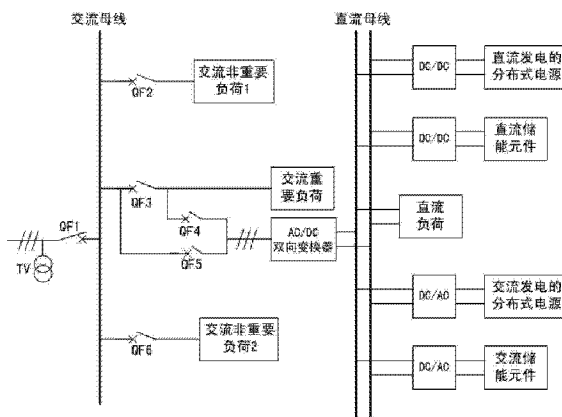 交流母线
直流母线
QF2
交流非重要
负荷1
DC/DC
直流发电的
分布式电源
DC/DC
直流储
能元件
QF3
交流重
要负荷
直流
负荷
QF1
QF4
AC/DC
双向变换器
TV
QF5
DC/AC
交流发电的
分布式电源
QF6
交流非重要
负荷2
DC/AC
交流储
能元件